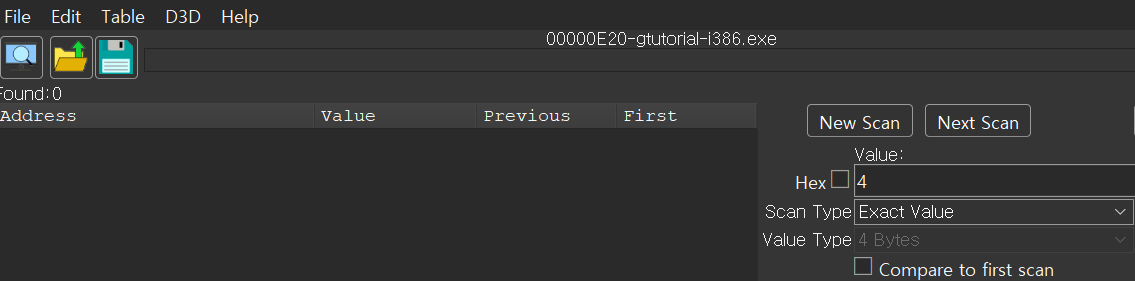 File Edit Table D3D Help
00000E20-gtutorial-i386.exe
Found:0
Address Value Previous First
New Scan Next Scan
Value:
Hex 4
Scan Type Exact Value
Value Type 4 Bytes
Compare to first scan